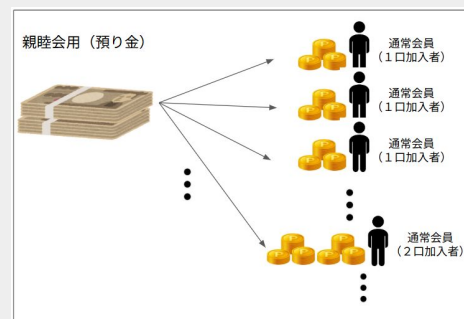 親睦会用（預り金）
通常会員
（１口加入者）
通常会員
（１口加入者）
通常会員
（１口加入者）
通常会員
（２口加入者）